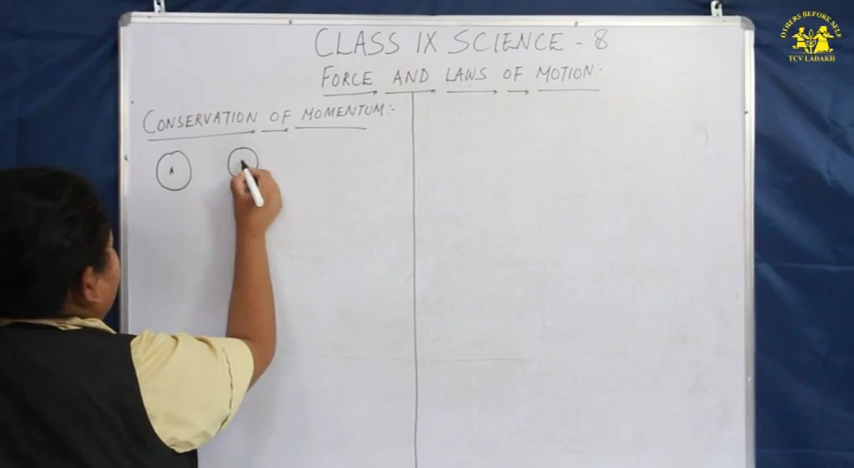 CLASS IX SCIENCE - 8
FORCE AND LAWS OF MOTION:-
CONSERVATION OF MOMENTUM:-
A
OTHERS BEFORE SELF
TCV LADAKH